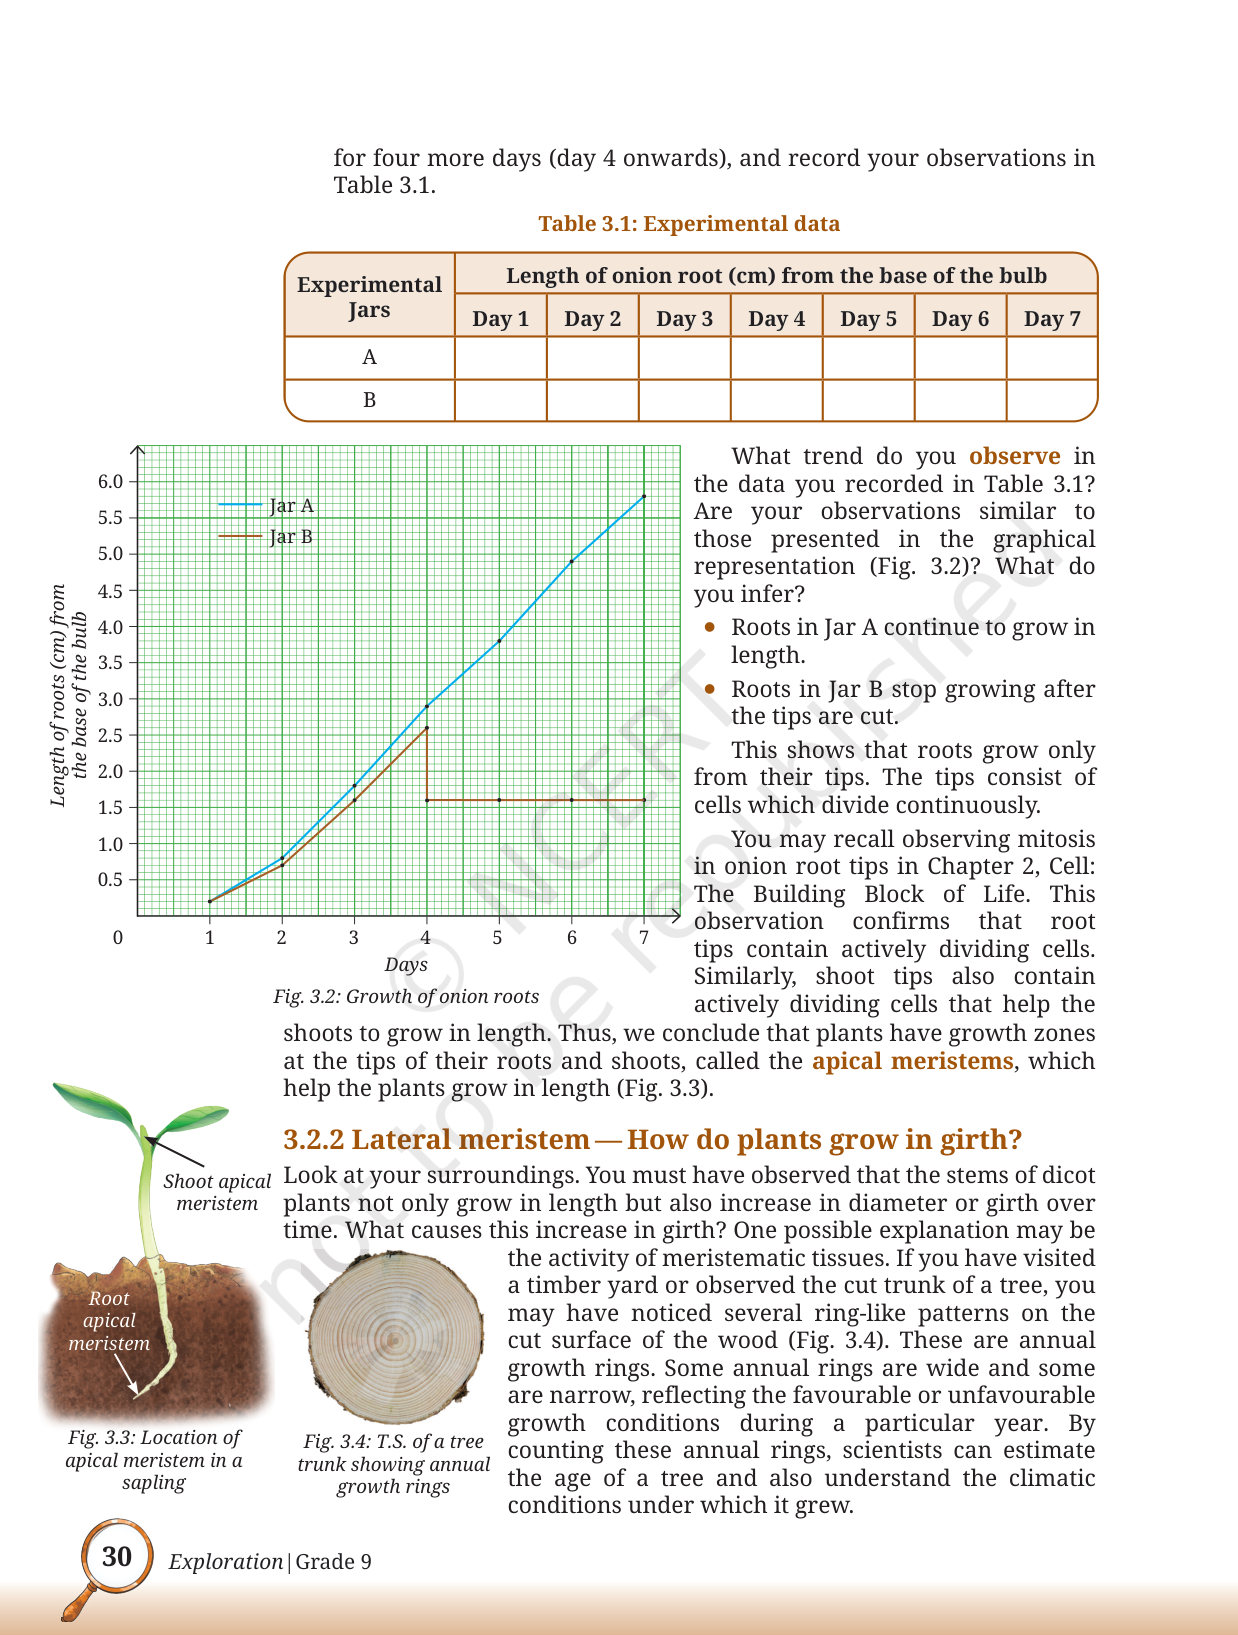 for four more days (day 4 onwards), and record your observations in
Table 3.1.
Table 3.1: Experimental data
Experimental
Jars
Length of onion root (cm) from the base of the bulb
Day 1 Day 2 Day 3 Day 4 Day 5 Day 6 Day 7
A
B
Length of roots (cm) from
the base of the bulb
6.0
5.5
5.0
4.5
4.0
3.5
3.0
2.5
2.0
1.5
1.0
0.5
Jar A
Jar B
0 1 2 3 4 5 6 7
Days
Fig. 3.2: Growth of onion roots
What trend do you observe in
the data you recorded in Table 3.1?
Are your observations similar to
those presented in the graphical
representation (Fig. 3.2)? What do
you infer?
• Roots in Jar A continue to grow in
length.
• Roots in Jar B stop growing after
the tips are cut.
This shows that roots grow only
from their tips. The tips consist of
cells which divide continuously.
You may recall observing mitosis
in onion root tips in Chapter 2, Cell:
The Building Block of Life. This
observation confirms that root
tips contain actively dividing cells.
Similarly, shoot tips also contain
actively dividing cells that help the
shoots to grow in length. Thus, we conclude that plants have growth zones
at the tips of their roots and shoots, called the apical meristems, which
help the plants grow in length (Fig. 3.3).
Shoot apical
meristem
Root
apical
meristem
Fig. 3.3: Location of
apical meristem in a
sapling
3.2.2 Lateral meristem — How do plants grow in girth?
Look at your surroundings. You must have observed that the stems of dicot
plants not only grow in length but also increase in diameter or girth over
time. What causes this increase in girth? One possible explanation may be
the activity of meristematic tissues. If you have visited
a timber yard or observed the cut trunk of a tree, you
may have noticed several ring-like patterns on the
cut surface of the wood (Fig. 3.4). These are annual
growth rings. Some annual rings are wide and some
are narrow, reflecting the favourable or unfavourable
growth conditions during a particular year. By
counting these annual rings, scientists can estimate
the age of a tree and also understand the climatic
conditions under which it grew.
Fig. 3.4: T.S. of a tree
trunk showing annual
growth rings
30
Exploration|Grade 9
© NCERT
not to be republished